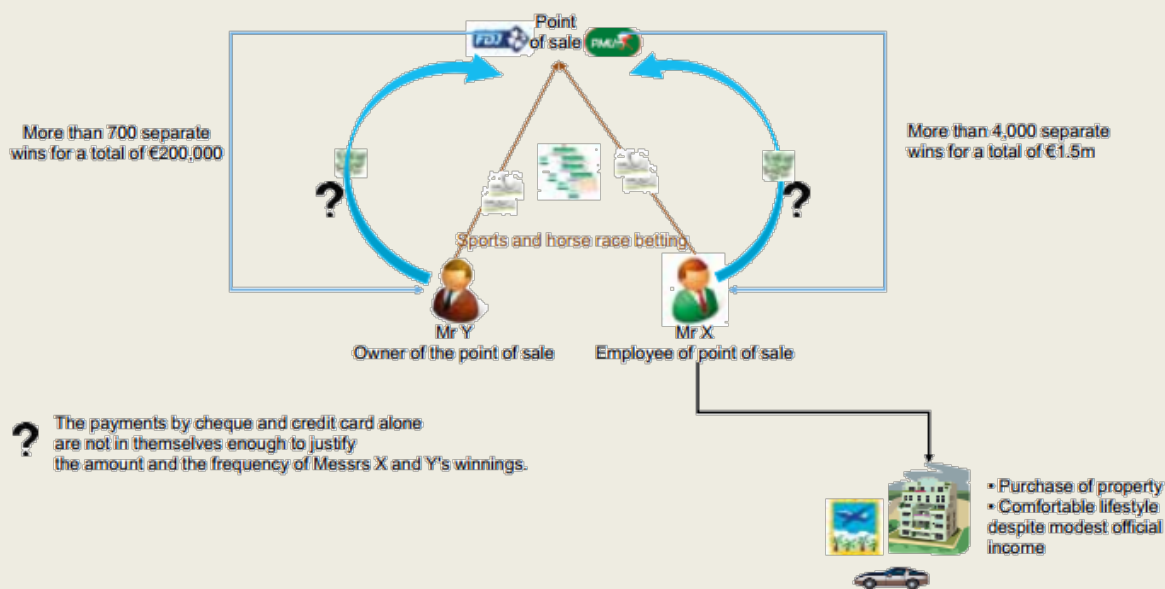 Point
of sale
FDJ
PMU
More than 700 separate
wins for a total of €200,000
More than 4,000 separate
wins for a total of €1.5m
?
?
Sports and horse race betting
Mr Y
Owner of the point of sale
Mr X
Employee of point of sale
?
The payments by cheque and credit card alone
are not in themselves enough to justify
the amount and the frequency of Messrs X and Y's winnings.
▪ Purchase of property
▪ Comfortable lifestyle
despite modest official
income